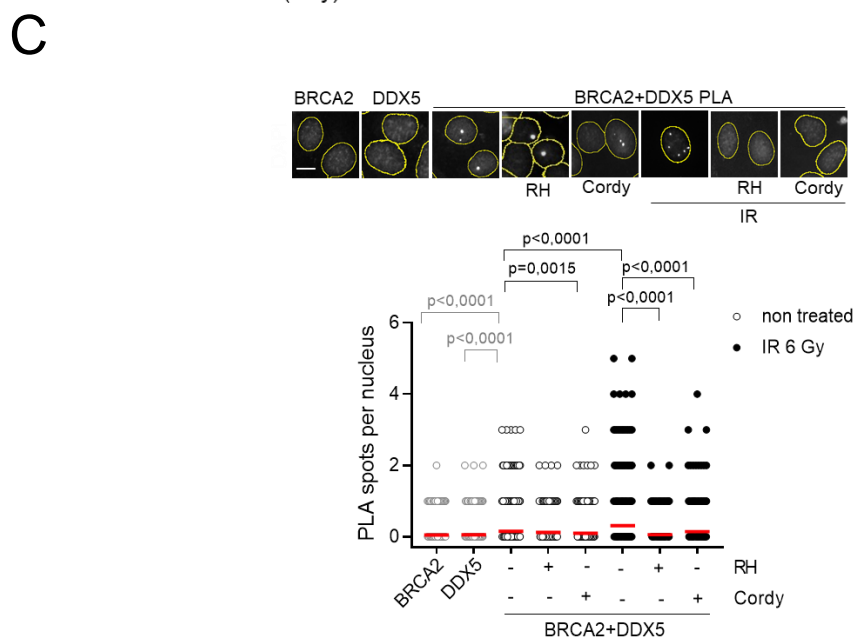 C
BRCA2 DDX5 BRCA2+DDX5 PLA
RH Cordy RH Cordy
IR
p<0,0001
p=0,0015 p<0,0001
p<0,0001 p<0,0001
p<0,0001
non treated
IR 6 Gy
PLA spots per nucleus
6
4
2
0
BRCA2 DDX5 - + - - + - RH
- - + - - + Cordy
BRCA2+DDX5